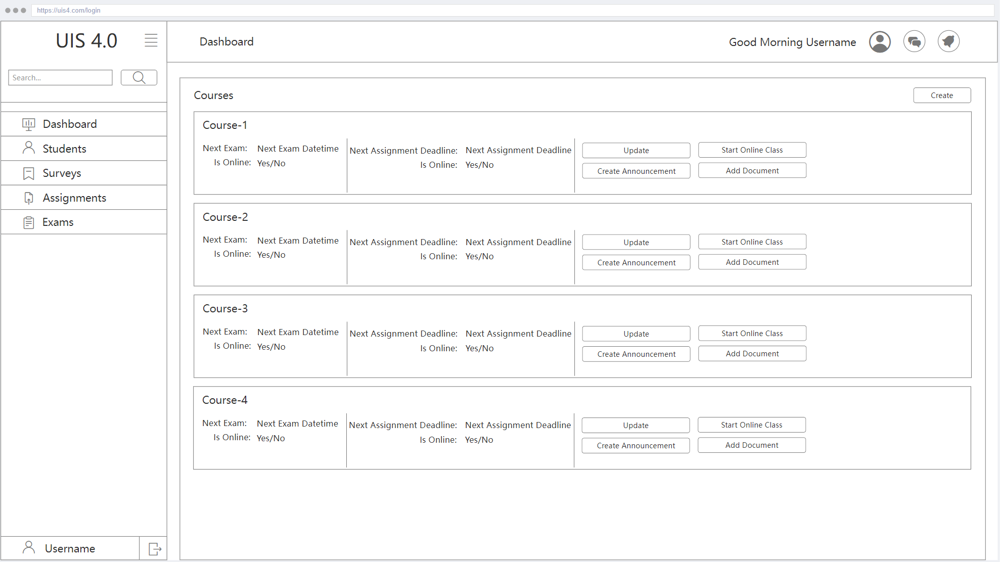 https://uis4.com/login
UIS 4.0
Search...
Dashboard
Students
Surveys
Assignments
Exams
Username
Dashboard
Good Morning Username
Courses
Create
Course-1
Next Exam: Next Exam Datetime
Is Online: Yes/No
Next Assignment Deadline: Next Assignment Deadline
Is Online: Yes/No
Update
Start Online Class
Create Announcement
Add Document
Course-2
Next Exam: Next Exam Datetime
Is Online: Yes/No
Next Assignment Deadline: Next Assignment Deadline
Is Online: Yes/No
Update
Start Online Class
Create Announcement
Add Document
Course-3
Next Exam: Next Exam Datetime
Is Online: Yes/No
Next Assignment Deadline: Next Assignment Deadline
Is Online: Yes/No
Update
Start Online Class
Create Announcement
Add Document
Course-4
Next Exam: Next Exam Datetime
Is Online: Yes/No
Next Assignment Deadline: Next Assignment Deadline
Is Online: Yes/No
Update
Start Online Class
Create Announcement
Add Document